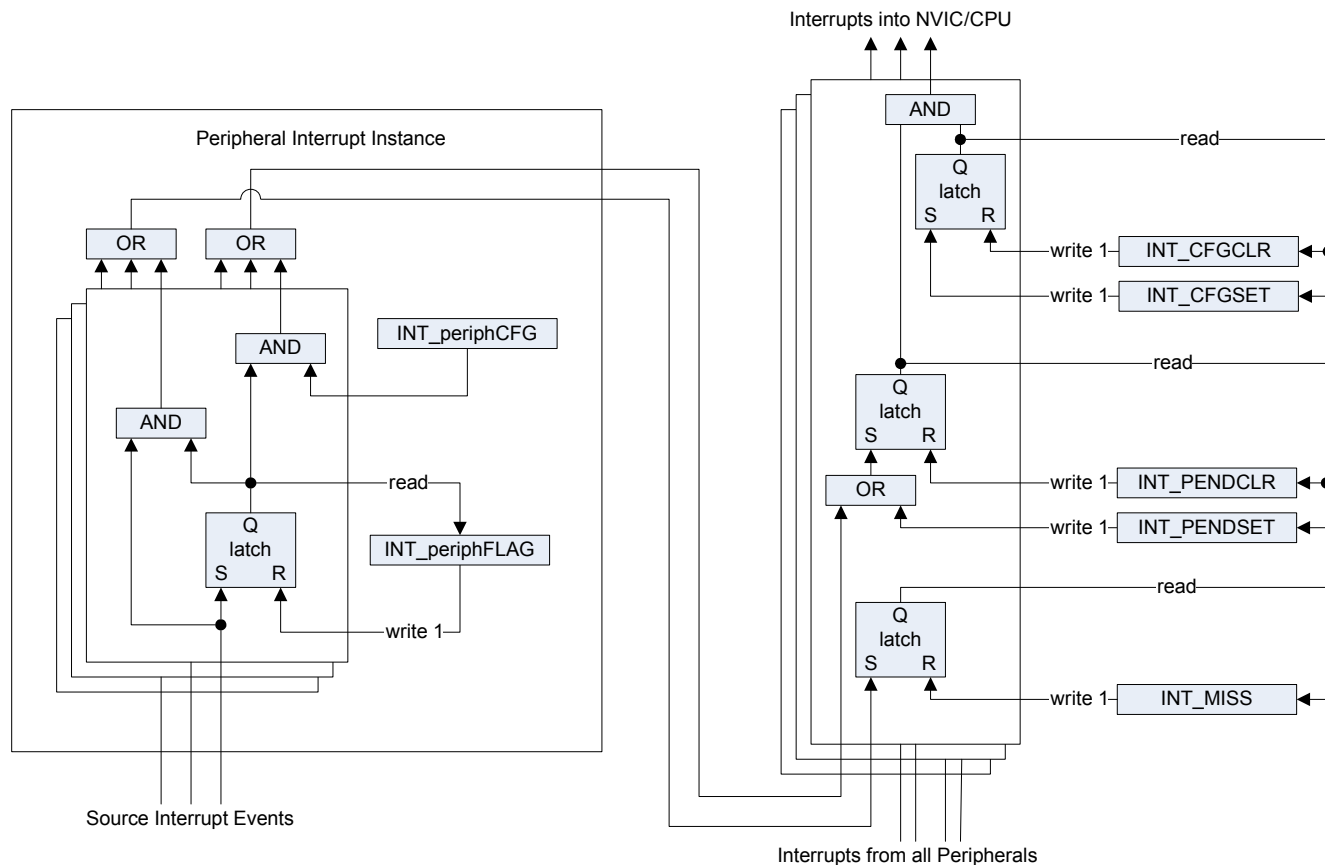 Interrupts into NVIC/CPU
Peripheral Interrupt Instance
OR
OR
AND
INT_periphCFG
AND
read
Q
latch
S R
INT_periphFLAG
write 1
Source Interrupt Events
AND
read
Q
latch
S R
write 1 INT_CFGCLR
write 1 INT_CFGSET
read
Q
latch
S R
write 1 INT_PENDCLR
OR
write 1 INT_PENDSET
read
Q
latch
S R
write 1 INT_MISS
Interrupts from all Peripherals